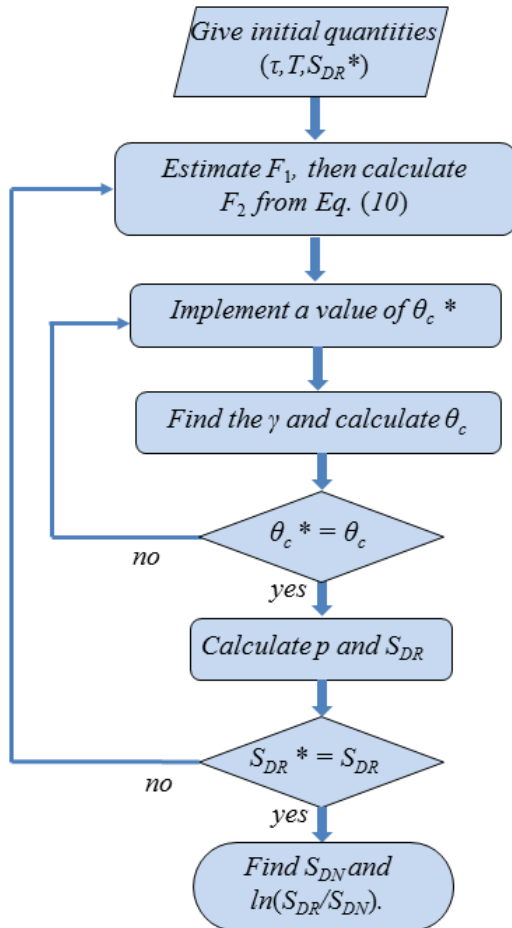 Give initial quantities
(τ,T,S_DR*)
Estimate F₁, then calculate
F₂ from Eq. (10)
Implement a value of θ_c *
Find the γ and calculate θ_c
θ_c * = θ_c
no
yes
Calculate p and S_DR
S_DR * = S_DR
no
yes
Find S_DN and
ln(S_DR/S_DN).